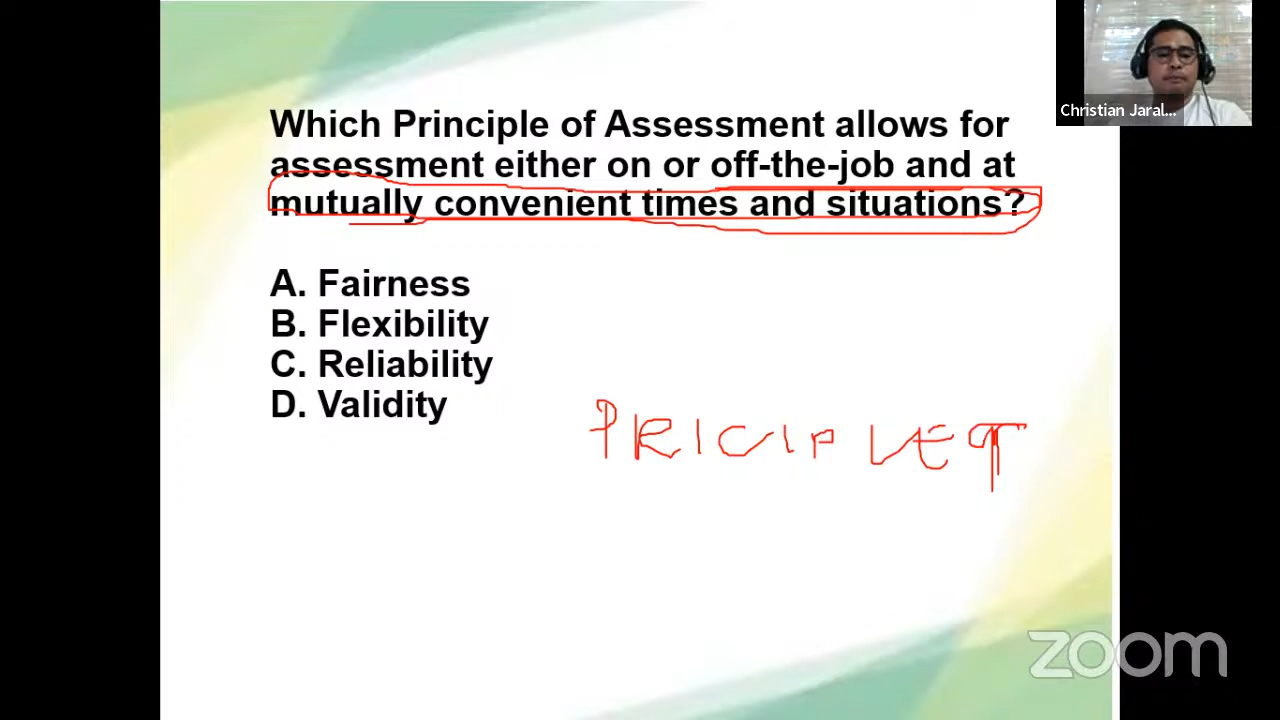 Which Principle of Assessment allows for
assessment either on or off-the-job and at
mutually convenient times and situations?
A. Fairness
B. Flexibility
C. Reliability
D. Validity
Christian Jaral...
zoom